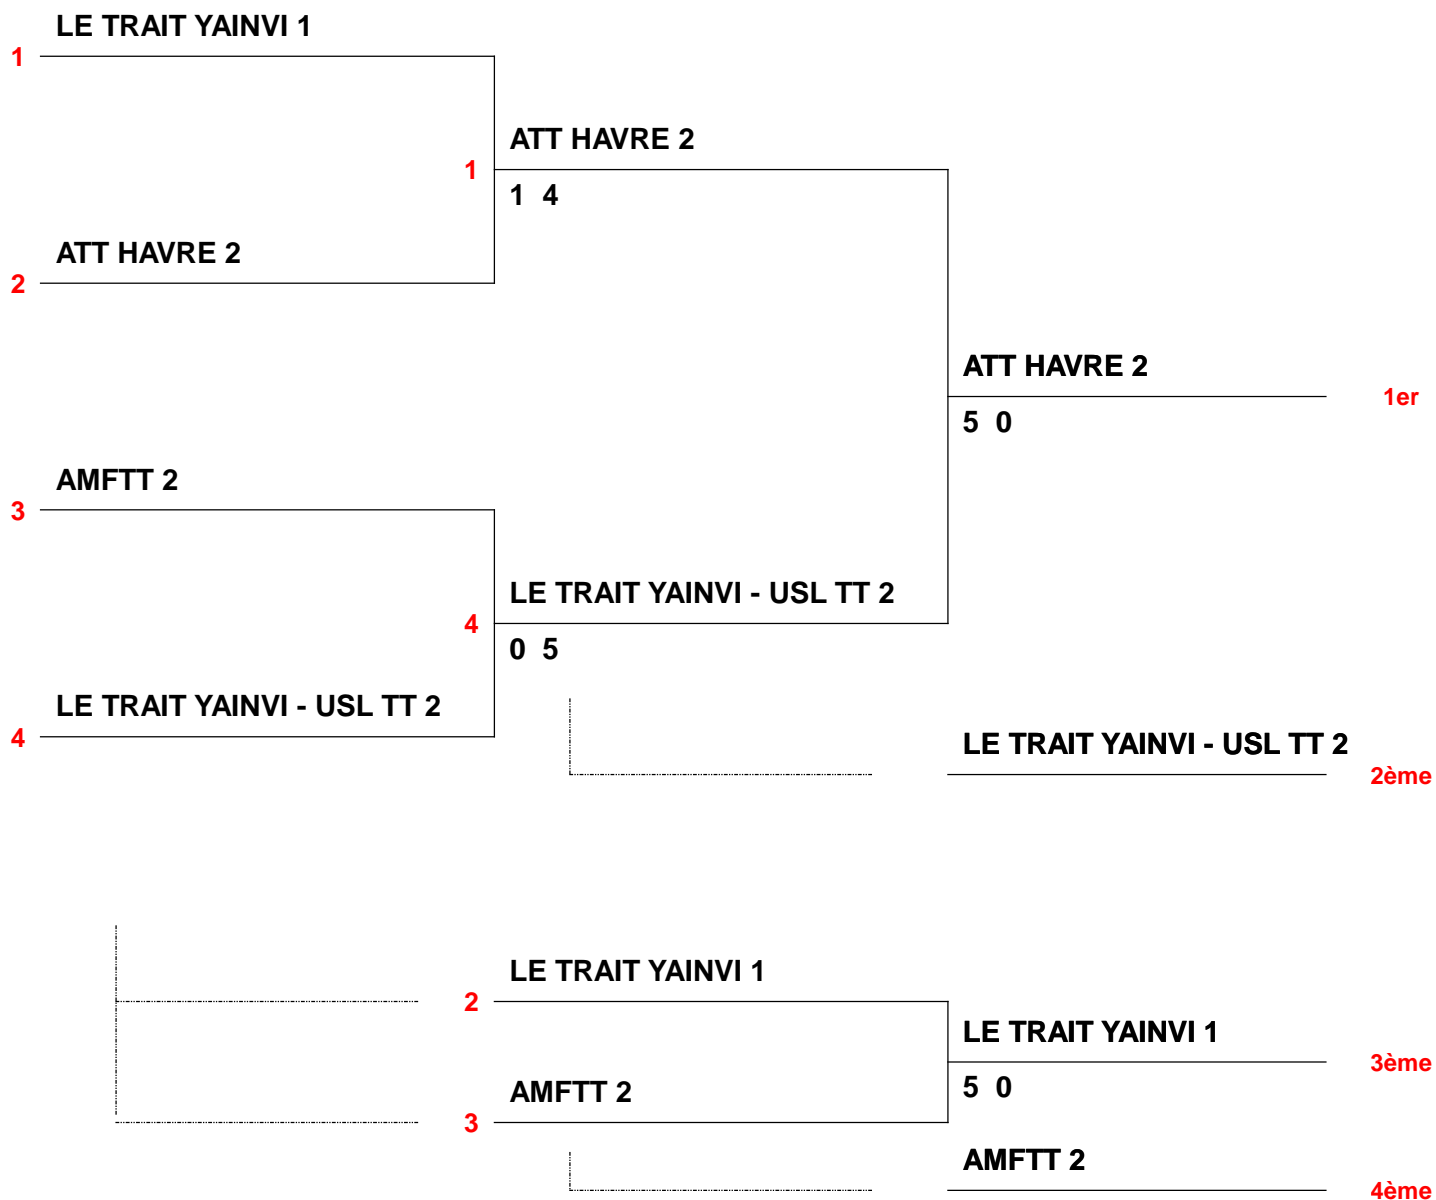 LE TRAIT YAINVI 1
1
ATT HAVRE 2
1
1 4
ATT HAVRE 2
2
ATT HAVRE 2
1er
5 0
AMFTT 2
3
LE TRAIT YAINVI - USL TT 2
4
0 5
LE TRAIT YAINVI - USL TT 2
4
LE TRAIT YAINVI - USL TT 2
2ème
LE TRAIT YAINVI 1
2
LE TRAIT YAINVI 1
3ème
5 0
AMFTT 2
3
AMFTT 2
4ème